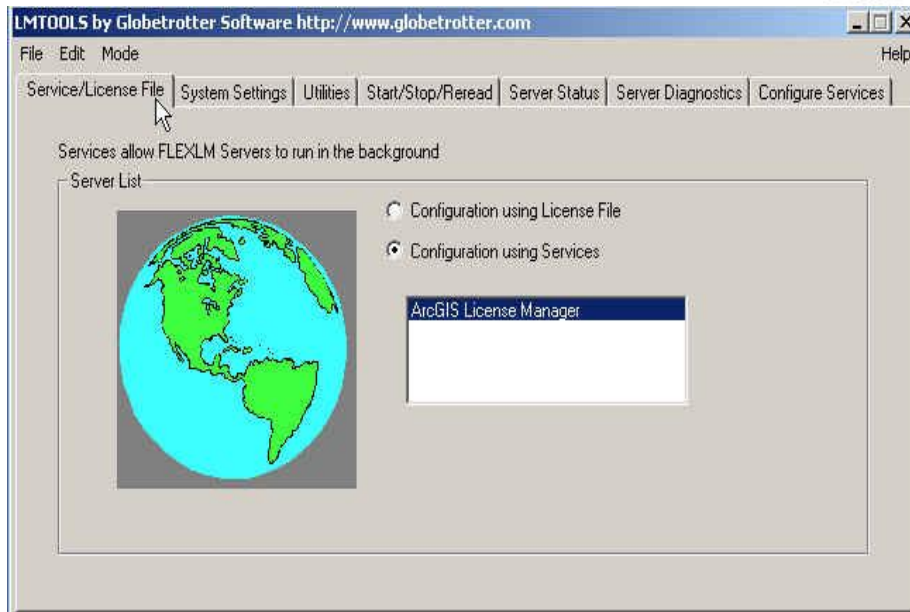 LMTOOLS by Globetrotter Software http://www.globetrotter.com
File Edit Mode Help
Service/License File System Settings Utilities Start/Stop/Reread Server Status Server Diagnostics Configure Services
Services allow FLEXLM Servers to run in the background
Server List
Configuration using License File
Configuration using Services
ArcGIS License Manager